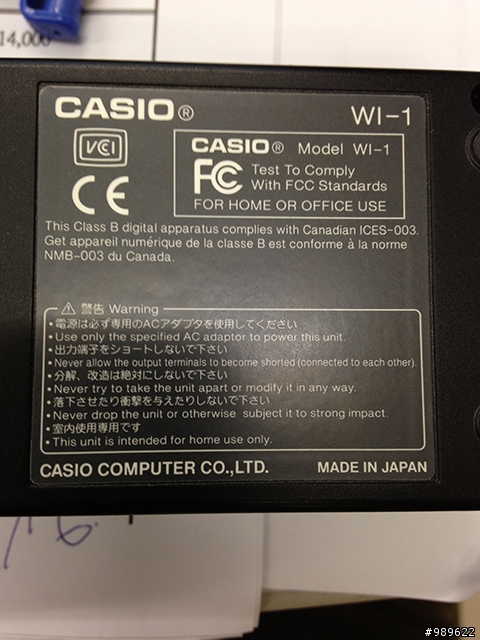 14,000
CASIO® WI-1
VCCI
CASIO® Model WI-1
FC Test To Comply
With FCC Standards
FOR HOME OR OFFICE USE
CE
This Class B digital apparatus complies with Canadian ICES-003.
Get appareil numérique de la classe B est conforme à la norme
NMB-003 du Canada.
⚠ 警告 Warning
•電源は必ず専用のACアダプタを使用してください
•Use only the specified AC adaptor to power this unit.
•出力端子をショートしないで下さい
•Never allow the output terminals to become shorted (connected to each other).
•分解、改造は絶対にしないで下さい
•Never try to take the unit apart or modify it in any way.
•落下させたり衝撃を与えたりしないで下さい
•Never drop the unit or otherwise subject it to strong impact.
•室内使用専用です
•This unit is intended for home use only.
CASIO COMPUTER CO.,LTD. MADE IN JAPAN
#989622